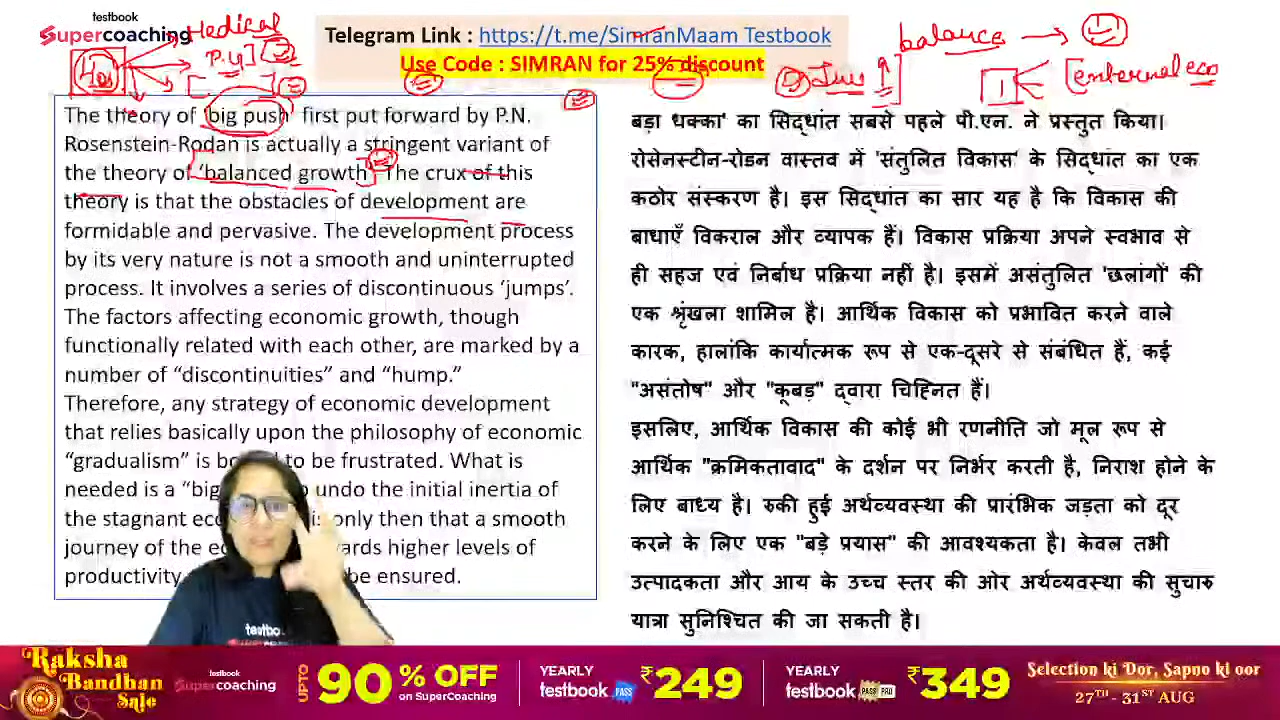 testbook
Supercoaching
Telegram Link : https://t.me/SimranMaam Testbook
Use Code : SIMRAN for 25% discount
Medical
balance
external eco
The theory of 'big push' first put forward by P.N.
Rosenstein-Rodan is actually a stringent variant of
the theory of 'balanced growth'. The crux of this
theory is that the obstacles of development are
formidable and pervasive. The development process
by its very nature is not a smooth and uninterrupted
process. It involves a series of discontinuous 'jumps'.
The factors affecting economic growth, though
functionally related with each other, are marked by a
number of “discontinuities” and “hump.”
Therefore, any strategy of economic development
that relies basically upon the philosophy of economic
“gradualism” is to be frustrated. What is
needed is a undo the initial inertia of
the stagnant only then that a smooth
journey of the higher levels of
productivity be ensured.
बड़ा धक्का' का सिद्धांत सबसे पहले पी.एन. ने प्रस्तुत किया।
रोसेनस्टीन-रोडन वास्तव में 'संतुलित विकास' के सिद्धांत का एक
कठोर संस्करण है। इस सिद्धांत का सार यह है कि विकास की
बाधाएँ विकराल और व्यापक हैं। विकास प्रक्रिया अपने स्वभाव से
ही सहज एवं निर्बाध प्रक्रिया नहीं है। इसमें असंतुलित 'छलांगों' की
एक श्रृंखला शामिल है। आर्थिक विकास को प्रभावित करने वाले
कारक, हालांकि कार्यात्मक रूप से एक-दूसरे से संबंधित हैं, कई
"असंतोष" और "कूबड़" द्वारा चिह्नित हैं।
इसलिए, आर्थिक विकास की कोई भी रणनीति जो मूल रूप से
आर्थिक "क्रमिकतावाद" के दर्शन पर निर्भर करती है, निराश होने के
लिए बाध्य है। रुकी हुई अर्थव्यवस्था की प्रारंभिक जड़ता को दूर
करने के लिए एक "बड़े प्रयास" की आवश्यकता है। केवल तभी
उत्पादकता और आय के उच्च स्तर की ओर अर्थव्यवस्था की सुचारु
यात्रा सुनिश्चित की जा सकती है।
Raksha
Bandhan
Sale
testbook
Supercoaching
UPTO 90% OFF
on SuperCoaching
YEARLY
testbook PASS
₹249
YEARLY
testbook PASS PRO
₹349
Selection ki Dor, Sapno ki oor
27TH - 31ST AUG